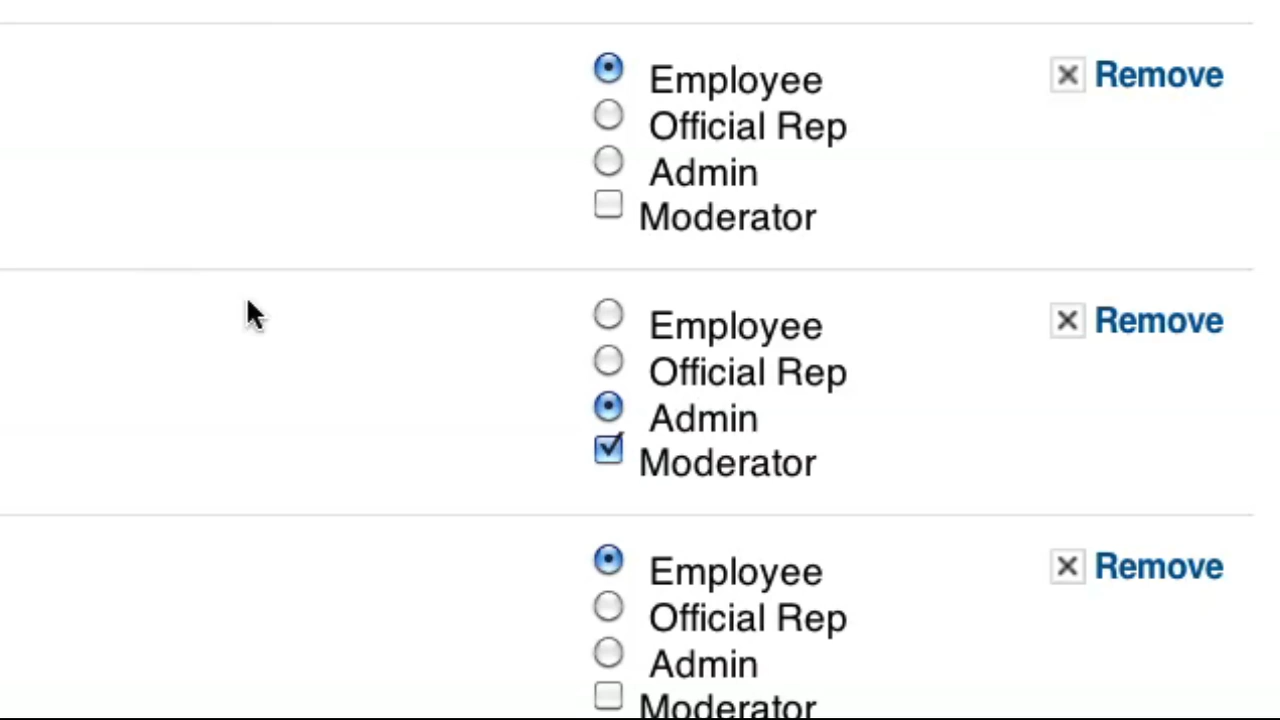 Employee
Remove
Official Rep
Admin
Moderator
Employee
Remove
Official Rep
Admin
Moderator
Employee
Remove
Official Rep
Admin
Moderator